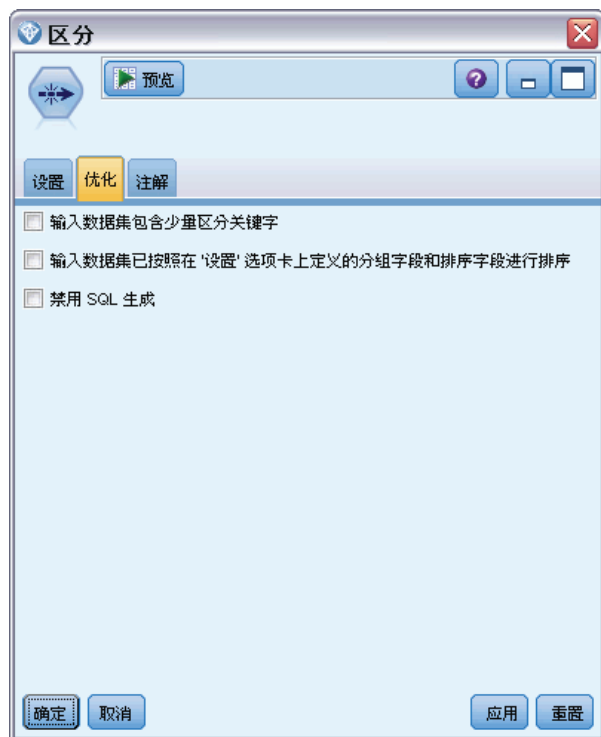 区分
预览
设置 优化 注解
输入数据集包含少量区分关键字
输入数据集已按照在 '设置' 选项卡上定义的分组字段和排序字段进行排序
禁用 SQL 生成
确定 取消 应用 重置